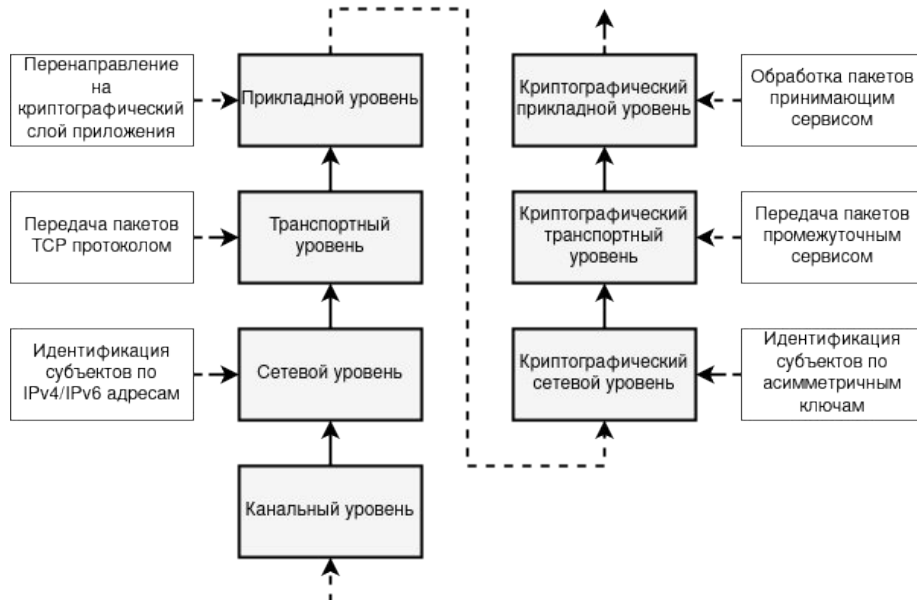 Перенаправление
на
криптографический
слой приложения
Прикладной уровень
Криптографический
прикладной уровень
Обработка пакетов
принимающим
сервисом
Передача пакетов
TCP протоколом
Транспортный
уровень
Криптографический
транспортный
уровень
Передача пакетов
промежуточным
сервисом
Идентификация
субъектов по
IPv4/IPv6 адресам
Сетевой уровень
Криптографический
сетевой уровень
Идентификация
субъектов по
асимметричным
ключам
Канальный уровень